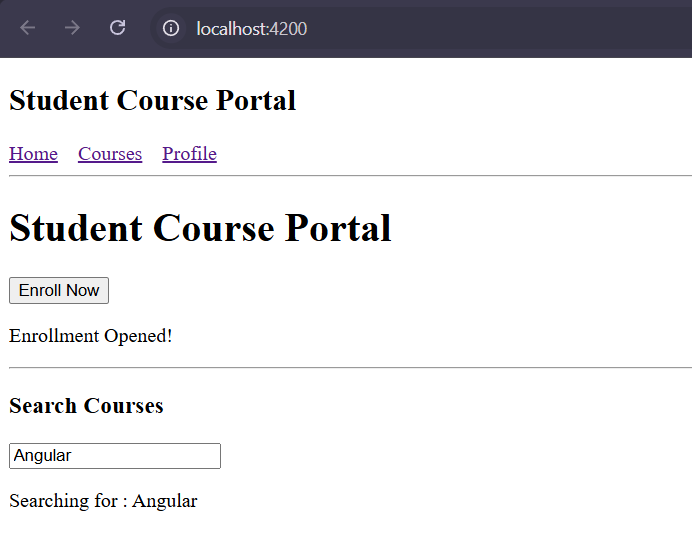 localhost:4200
Student Course Portal
Home Courses Profile
Student Course Portal
Enroll Now
Enrollment Opened!
Search Courses
Angular
Searching for : Angular